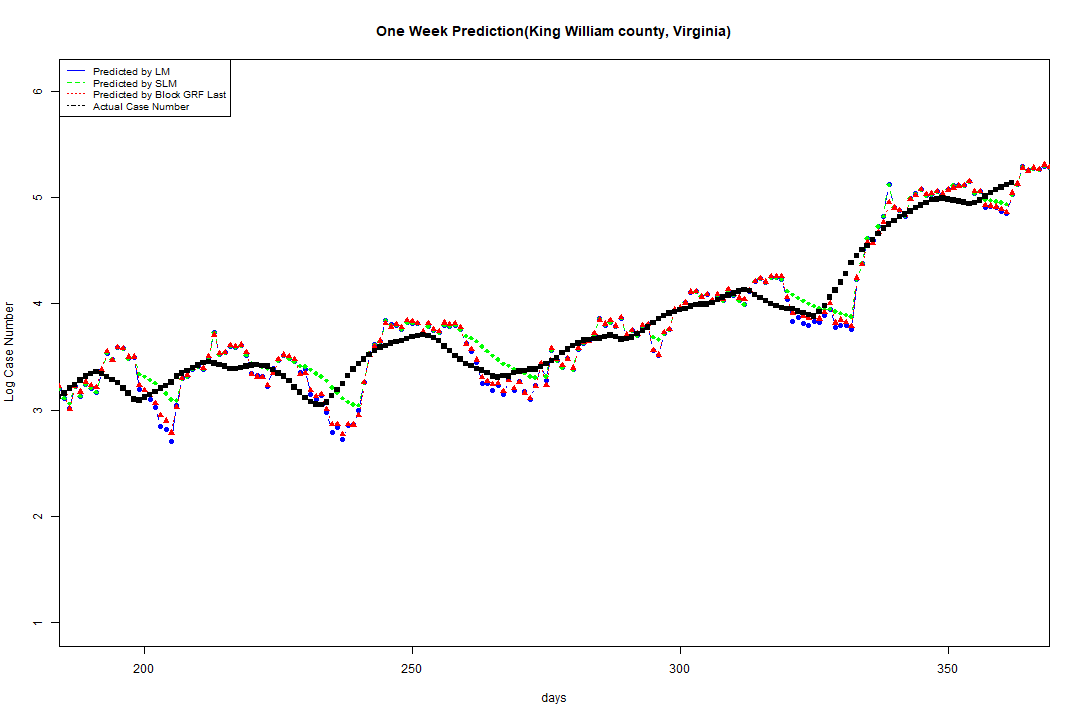 One Week Prediction(King William county, Virginia)
Predicted by LM
Predicted by SLM
Predicted by Block GRF Last
Actual Case Number
6
5
4
3
2
1
Log Case Number
200 250 300 350
days